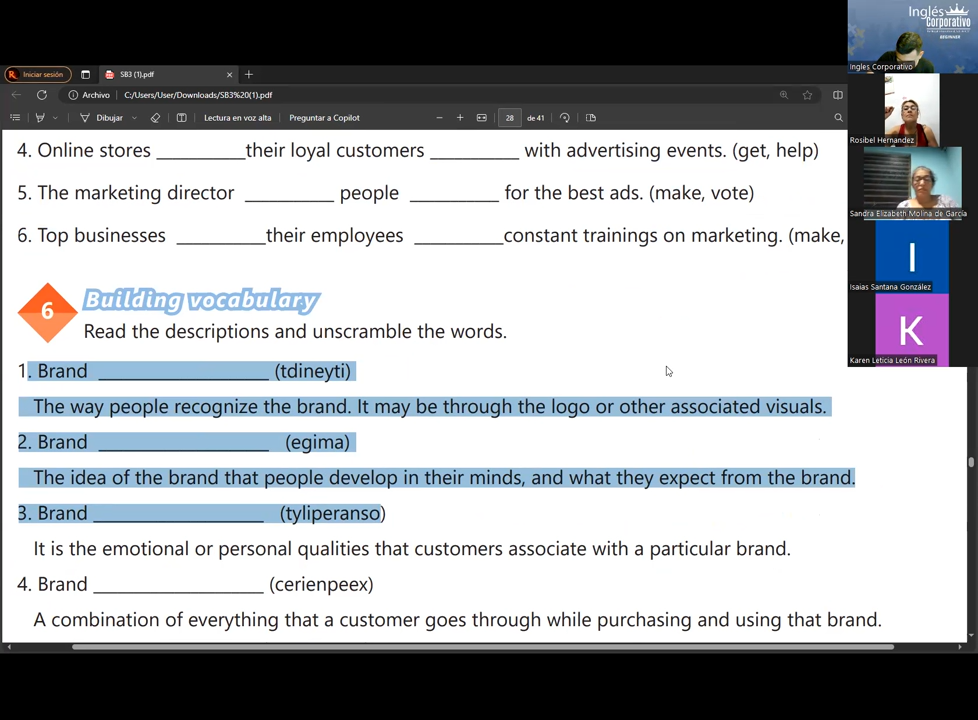 Iniciar sesión
SB3 (1).pdf
Archivo
C:/Users/User/Downloads/SB3%20(1).pdf
Dibujar
Lectura en voz alta
Preguntar a Copilot
28
de 41
4. Online stores __________their loyal customers __________ with advertising events. (get, help)
5. The marketing director __________ people __________ for the best ads. (make, vote)
6. Top businesses __________their employees __________constant trainings on marketing. (make,
6
Building vocabulary
Read the descriptions and unscramble the words.
1. Brand ___________________ (tdineyti)
The way people recognize the brand. It may be through the logo or other associated visuals.
2. Brand ___________________ (egima)
The idea of the brand that people develop in their minds, and what they expect from the brand.
3. Brand ___________________ (tyliperanso)
It is the emotional or personal qualities that customers associate with a particular brand.
4. Brand ___________________ (cerienpeex)
A combination of everything that a customer goes through while purchasing and using that brand.
Inglés
Corporativo
BEGINNER
Ingles Corporativo
Rosibel Hernandez
Sandra Elizabeth Molina de García
I
Isaias Santana González
K
Karen Leticia León Rivera